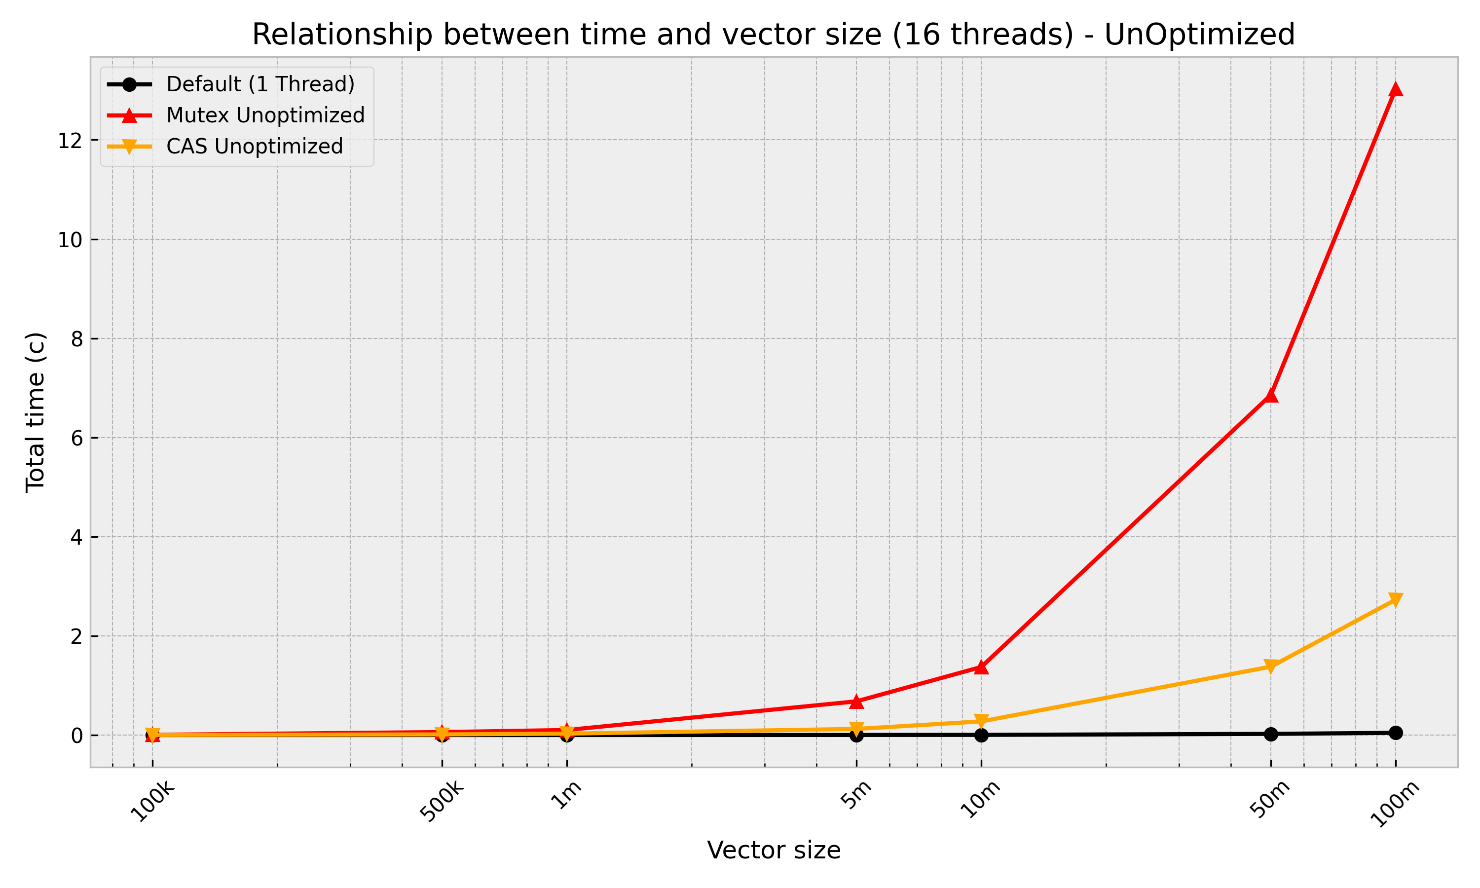 Relationship between time and vector size (16 threads) - UnOptimized
Default (1 Thread)
Mutex Unoptimized
CAS Unoptimized
Total time (c)
12
10
8
6
4
2
0
100k
500k
1m
5m
10m
50m
100m
Vector size